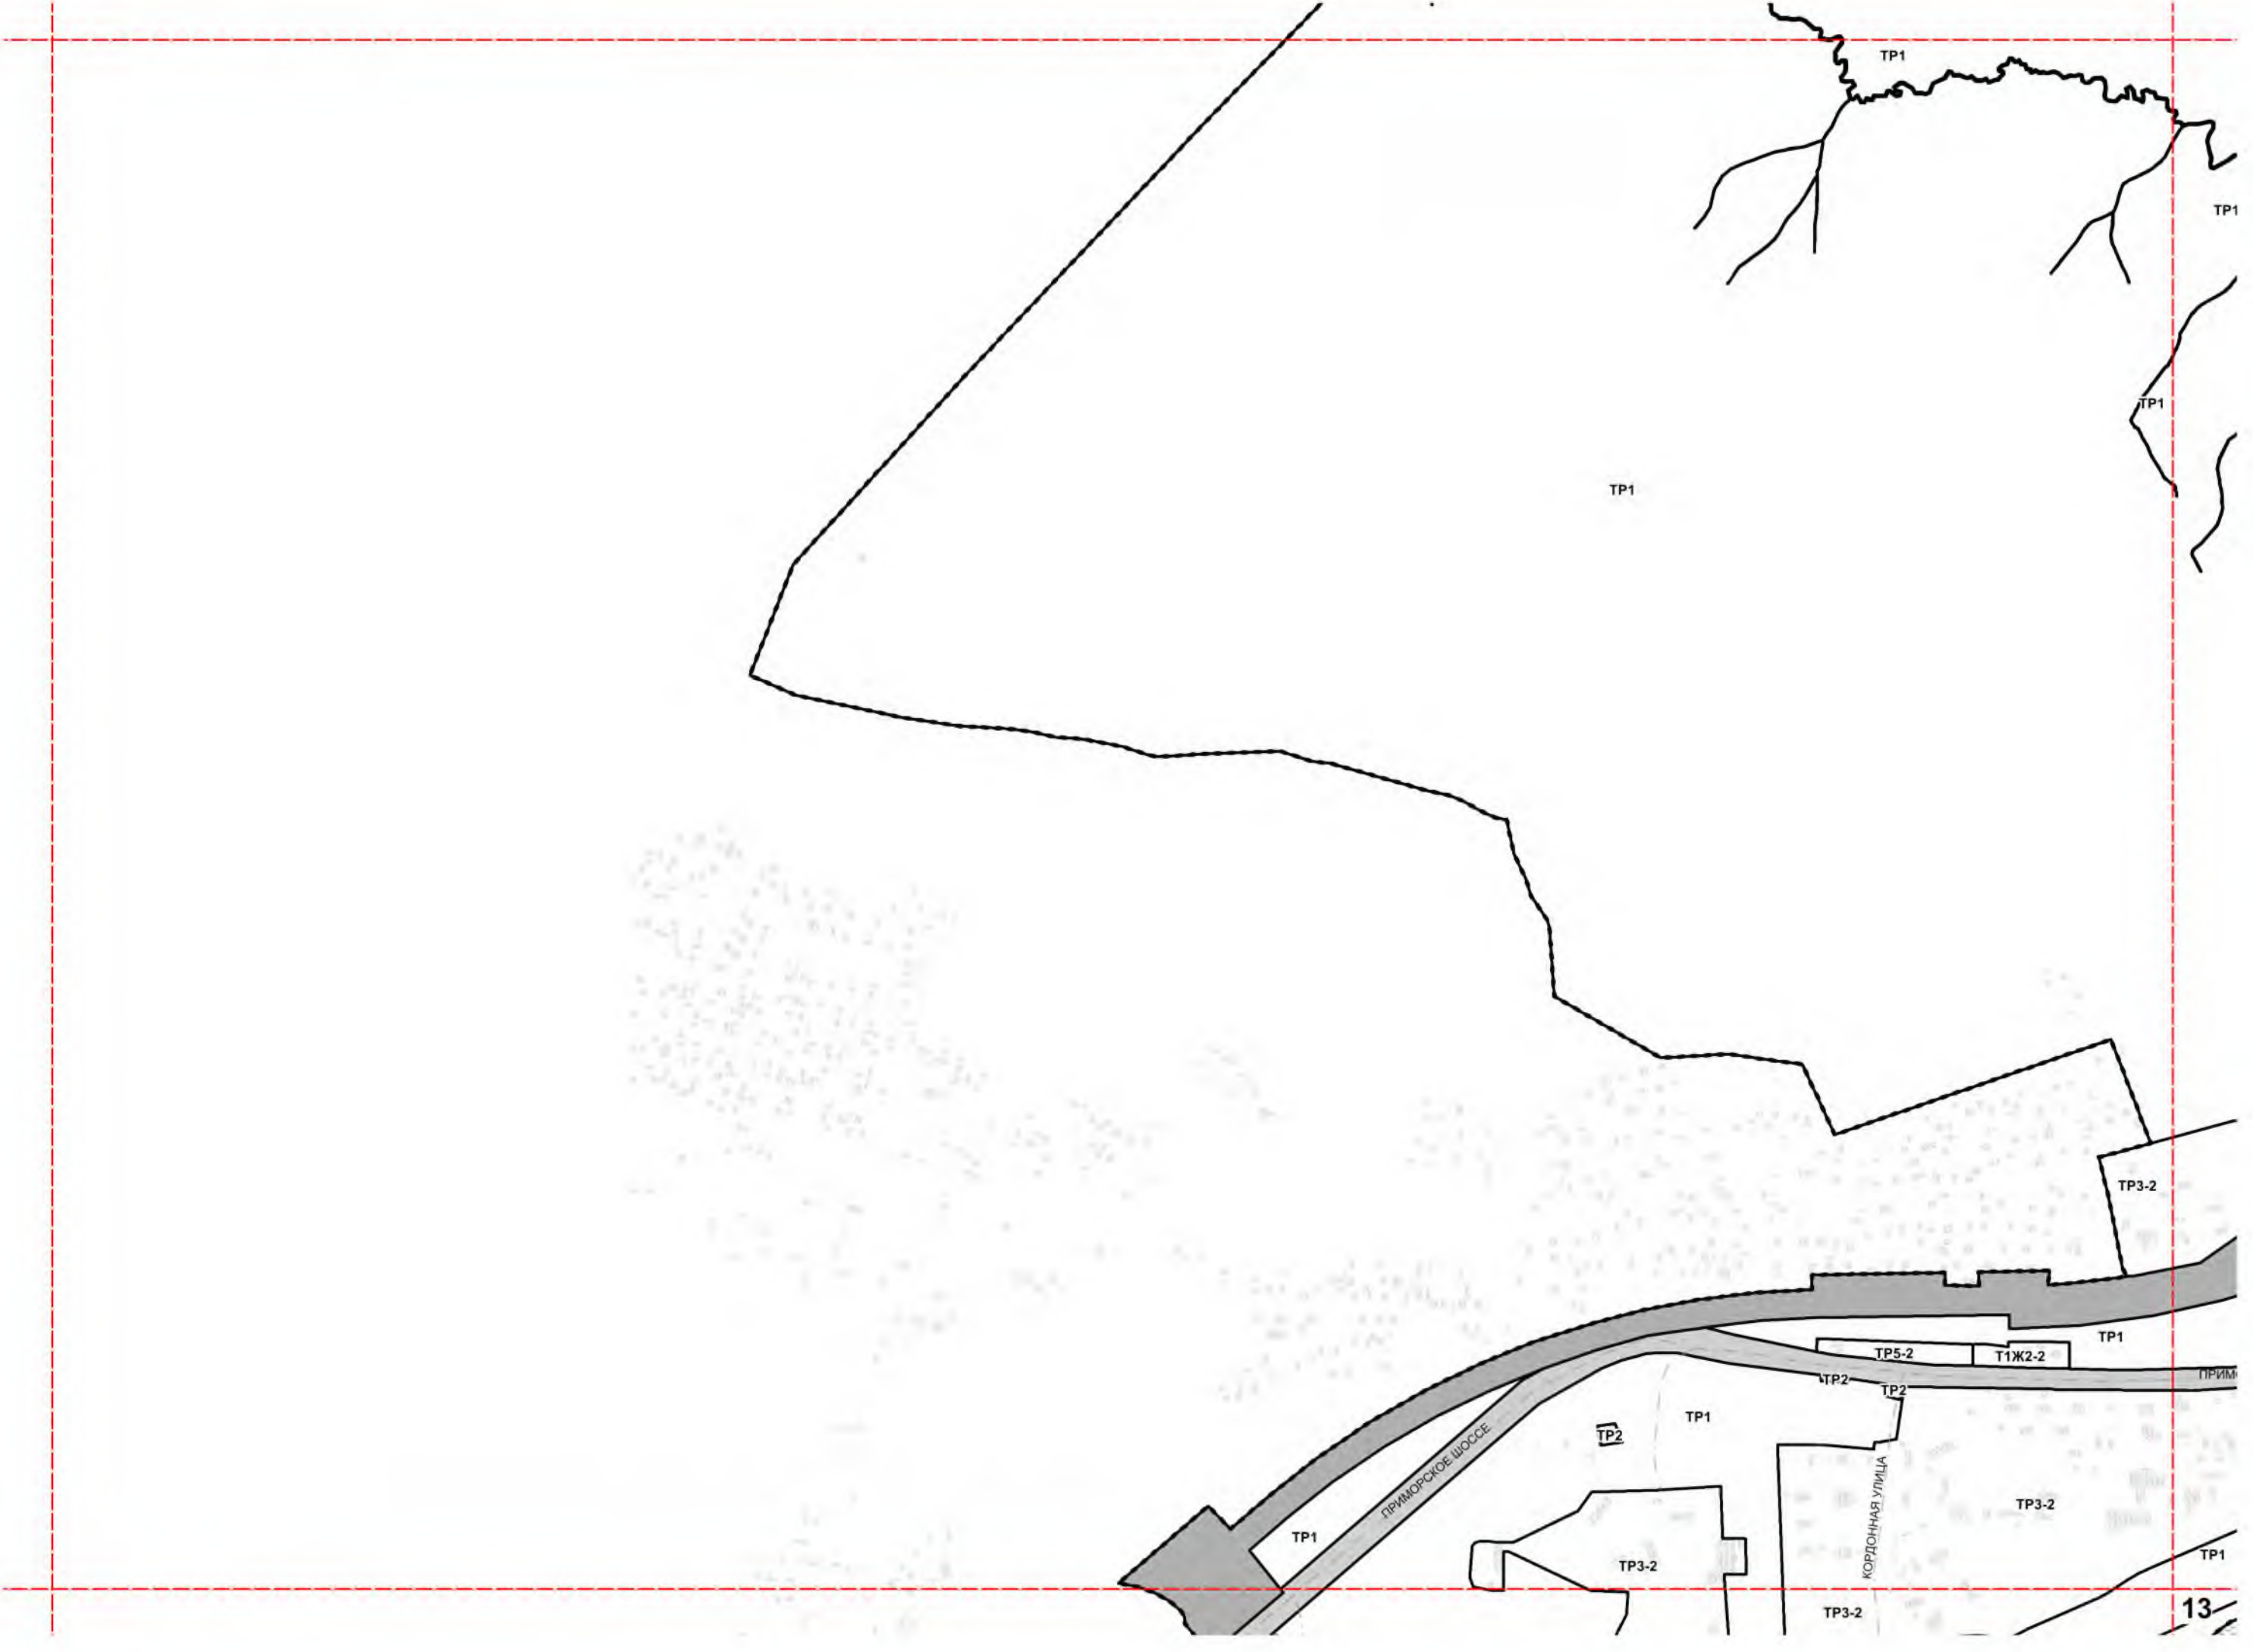 ТР1
ТР1
ТР1
ТР1
ТР3-2
ТР1
ТР5-2
Т1Ж2-2
ПРИМ
ТР2
ТР2
ТР1
ТР2
ПРИМОРСКОЕ ШОССЕ
КОРДОННАЯ УЛИЦА
ТР3-2
ТР1
ТР1
ТР3-2
ТР3-2
13